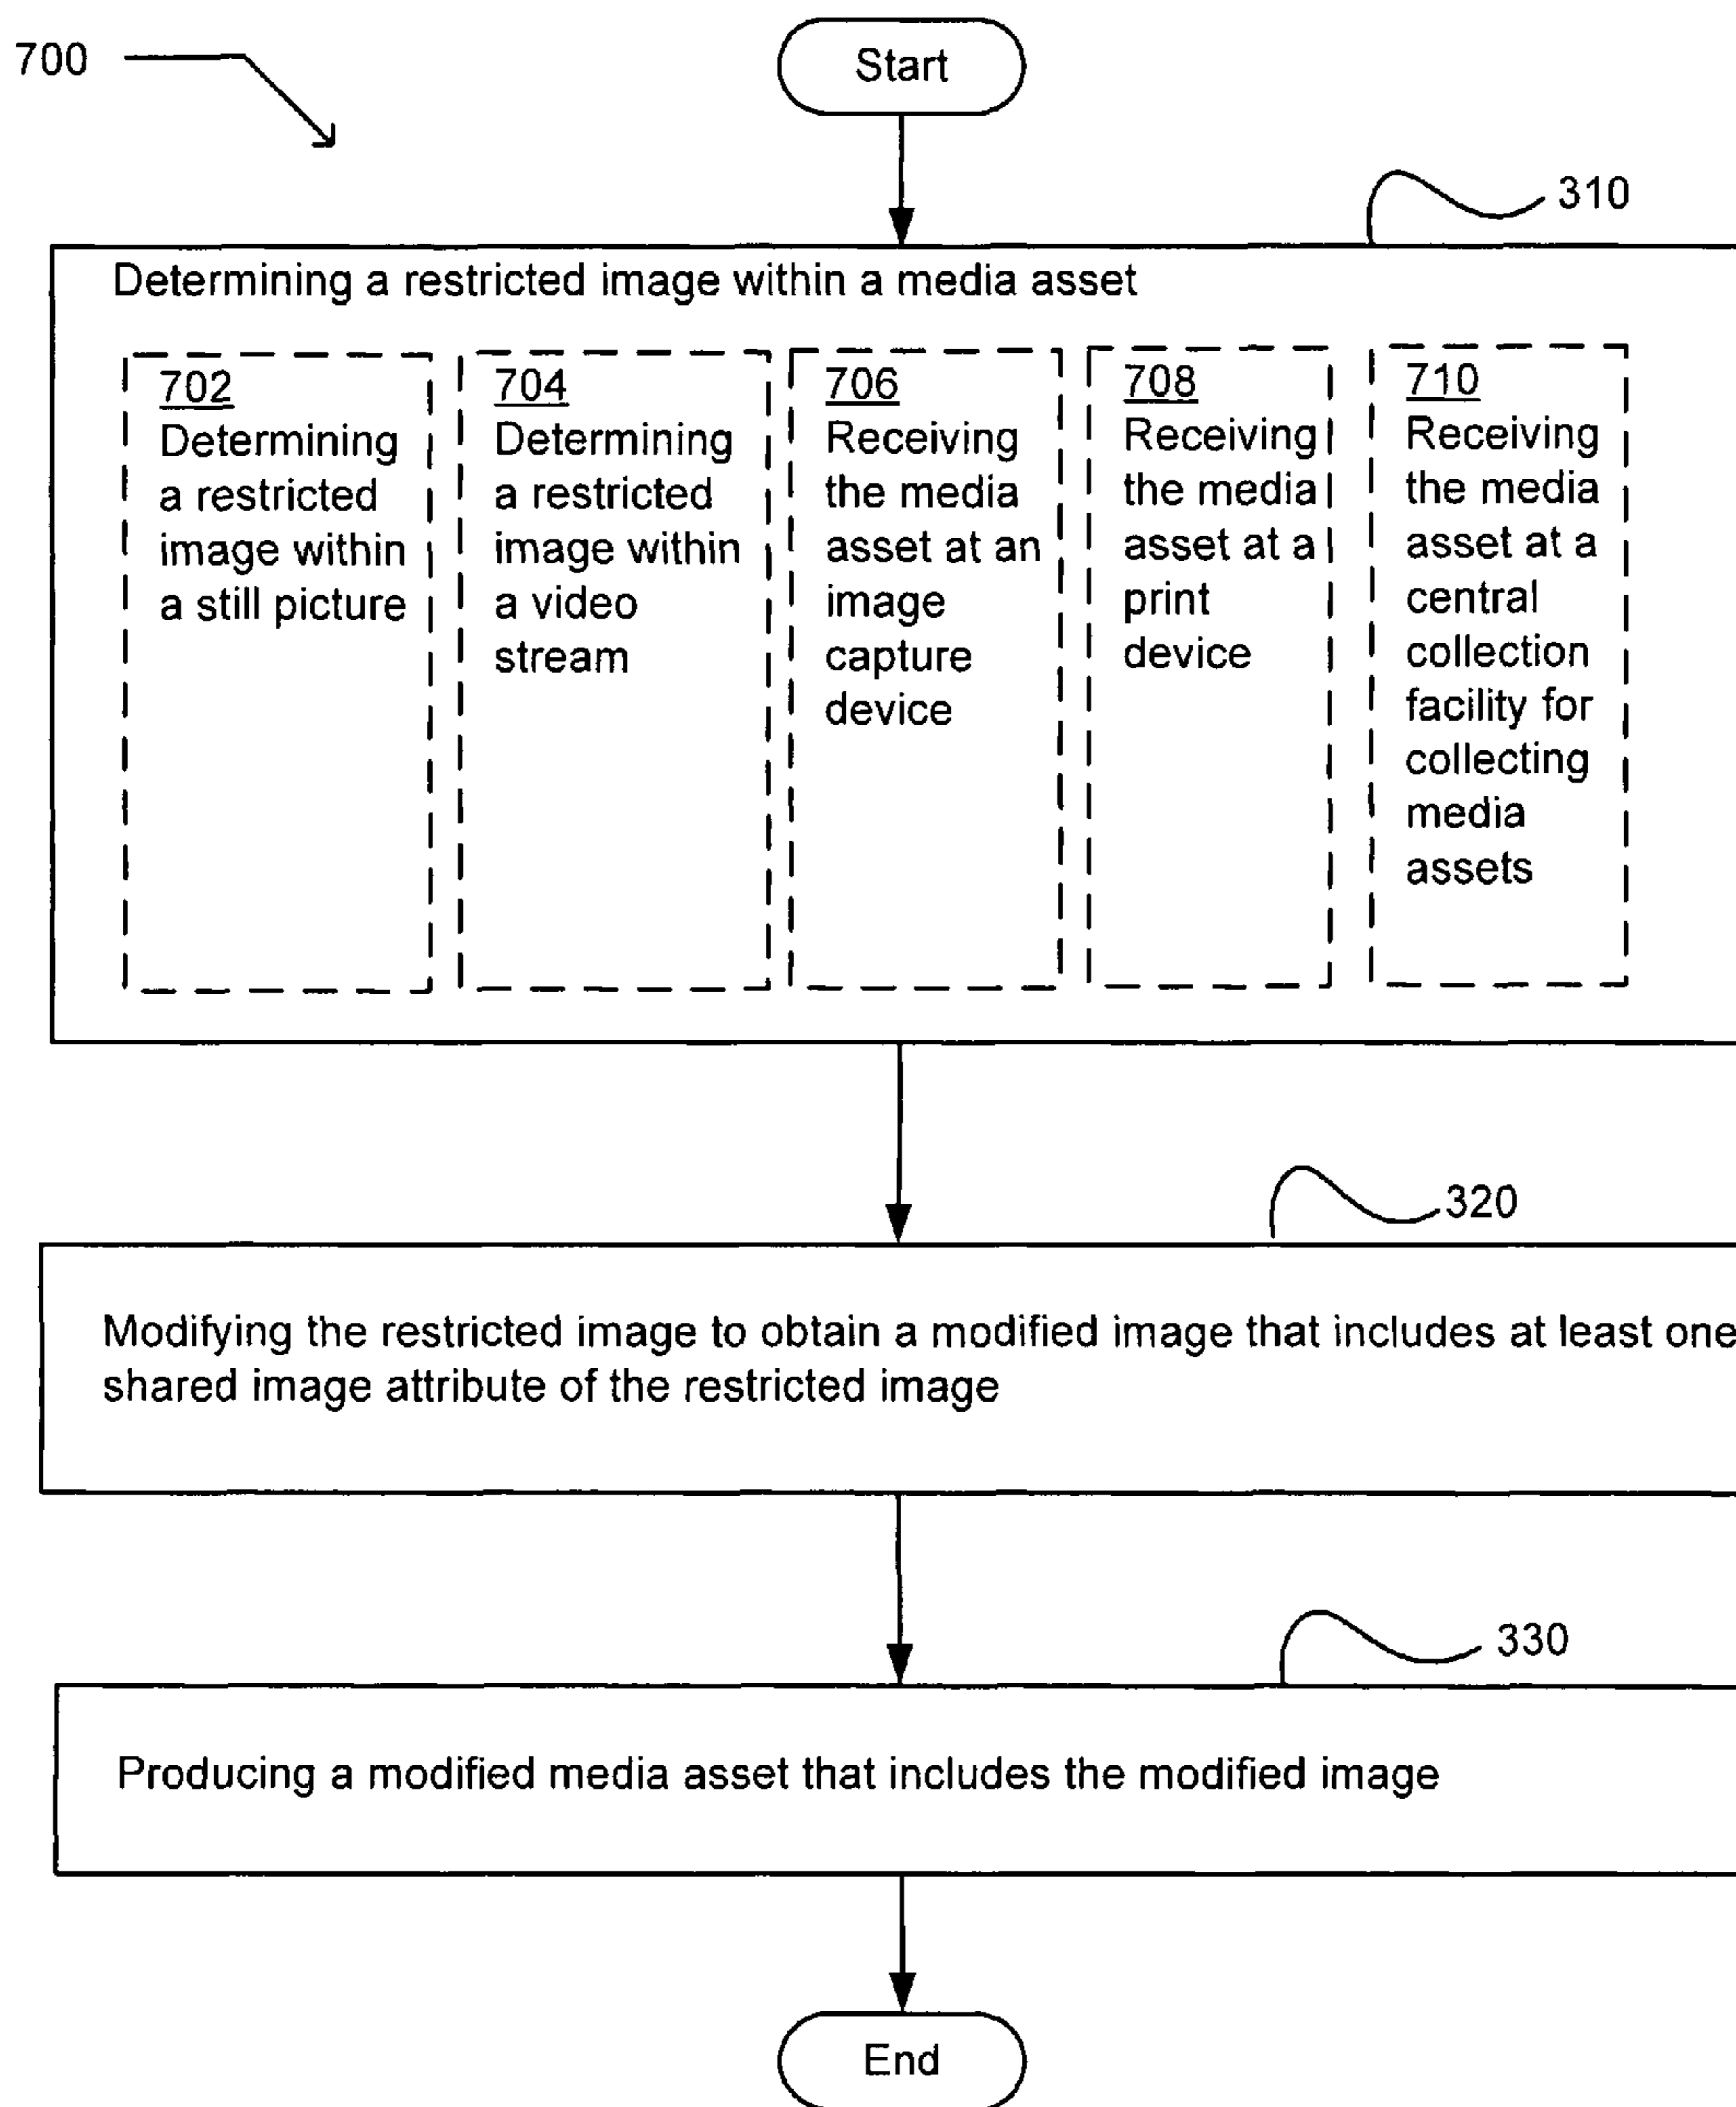 700
Start
310
Determining a restricted image within a media asset
702
Determining
a restricted
image within
a still picture
704
Determining
a restricted
image within
a video
stream
706
Receiving
the media
asset at an
image
capture
device
708
Receiving
the media
asset at a
print
device
710
Receiving
the media
asset at a
central
collection
facility for
collecting
media
assets
320
Modifying the restricted image to obtain a modified image that includes at least one
shared image attribute of the restricted image
330
Producing a modified media asset that includes the modified image
End